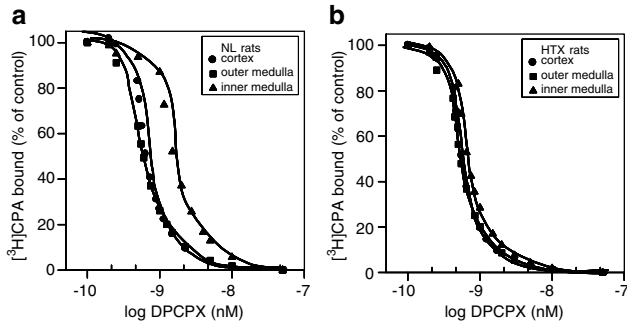 a
NL rats
cortex
outer medulla
inner medulla
[³H]CPA bound (% of control)
100
80
60
40
20
0
-10
-9
-8
-7
log DPCPX (nM)
b
HTX rats
cortex
outer medulla
inner medulla
[³H]CPA bound (% of control)
100
80
60
40
20
0
-10
-9
-8
-7
log DPCPX (nM)